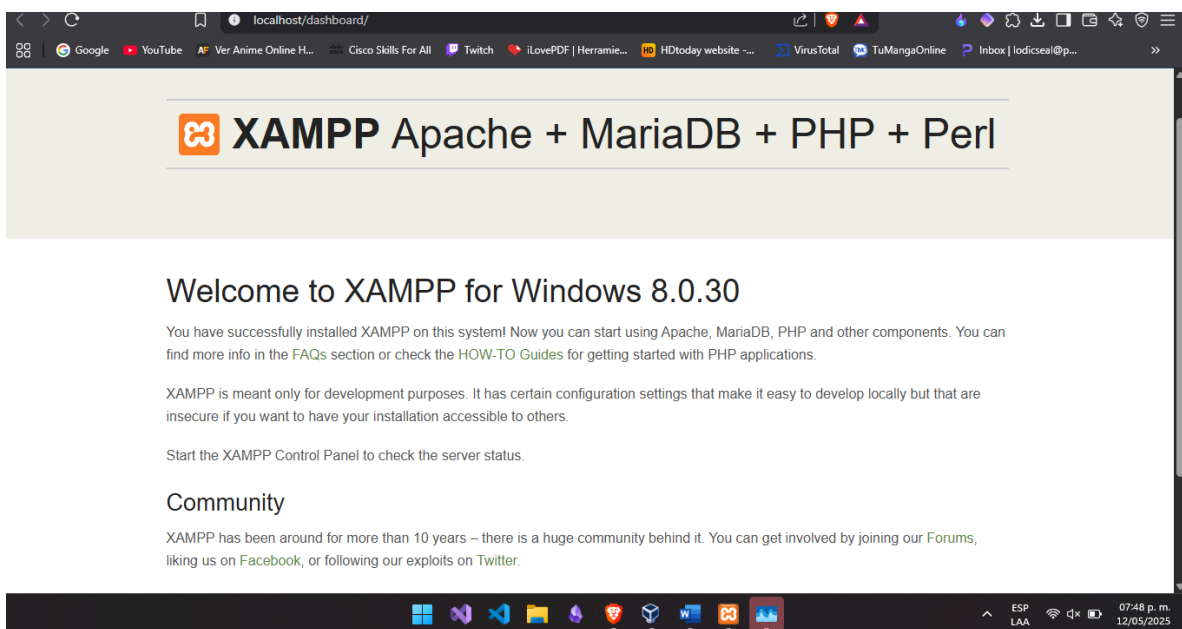 localhost/dashboard/
Google YouTube AF Ver Anime Online H... Cisco Skills For All Twitch iLovePDF | Herramie... HD HDtoday website -... VirusTotal TuMangaOnline Inbox | lodicseal@p... »
XAMPP Apache + MariaDB + PHP + Perl
Welcome to XAMPP for Windows 8.0.30
You have successfully installed XAMPP on this system! Now you can start using Apache, MariaDB, PHP and other components. You can
find more info in the FAQs section or check the HOW-TO Guides for getting started with PHP applications.
XAMPP is meant only for development purposes. It has certain configuration settings that make it easy to develop locally but that are
insecure if you want to have your installation accessible to others.
Start the XAMPP Control Panel to check the server status.
Community
XAMPP has been around for more than 10 years – there is a huge community behind it. You can get involved by joining our Forums,
liking us on Facebook, or following our exploits on Twitter.
ESP 07:48 p. m.
LAA 12/05/2025